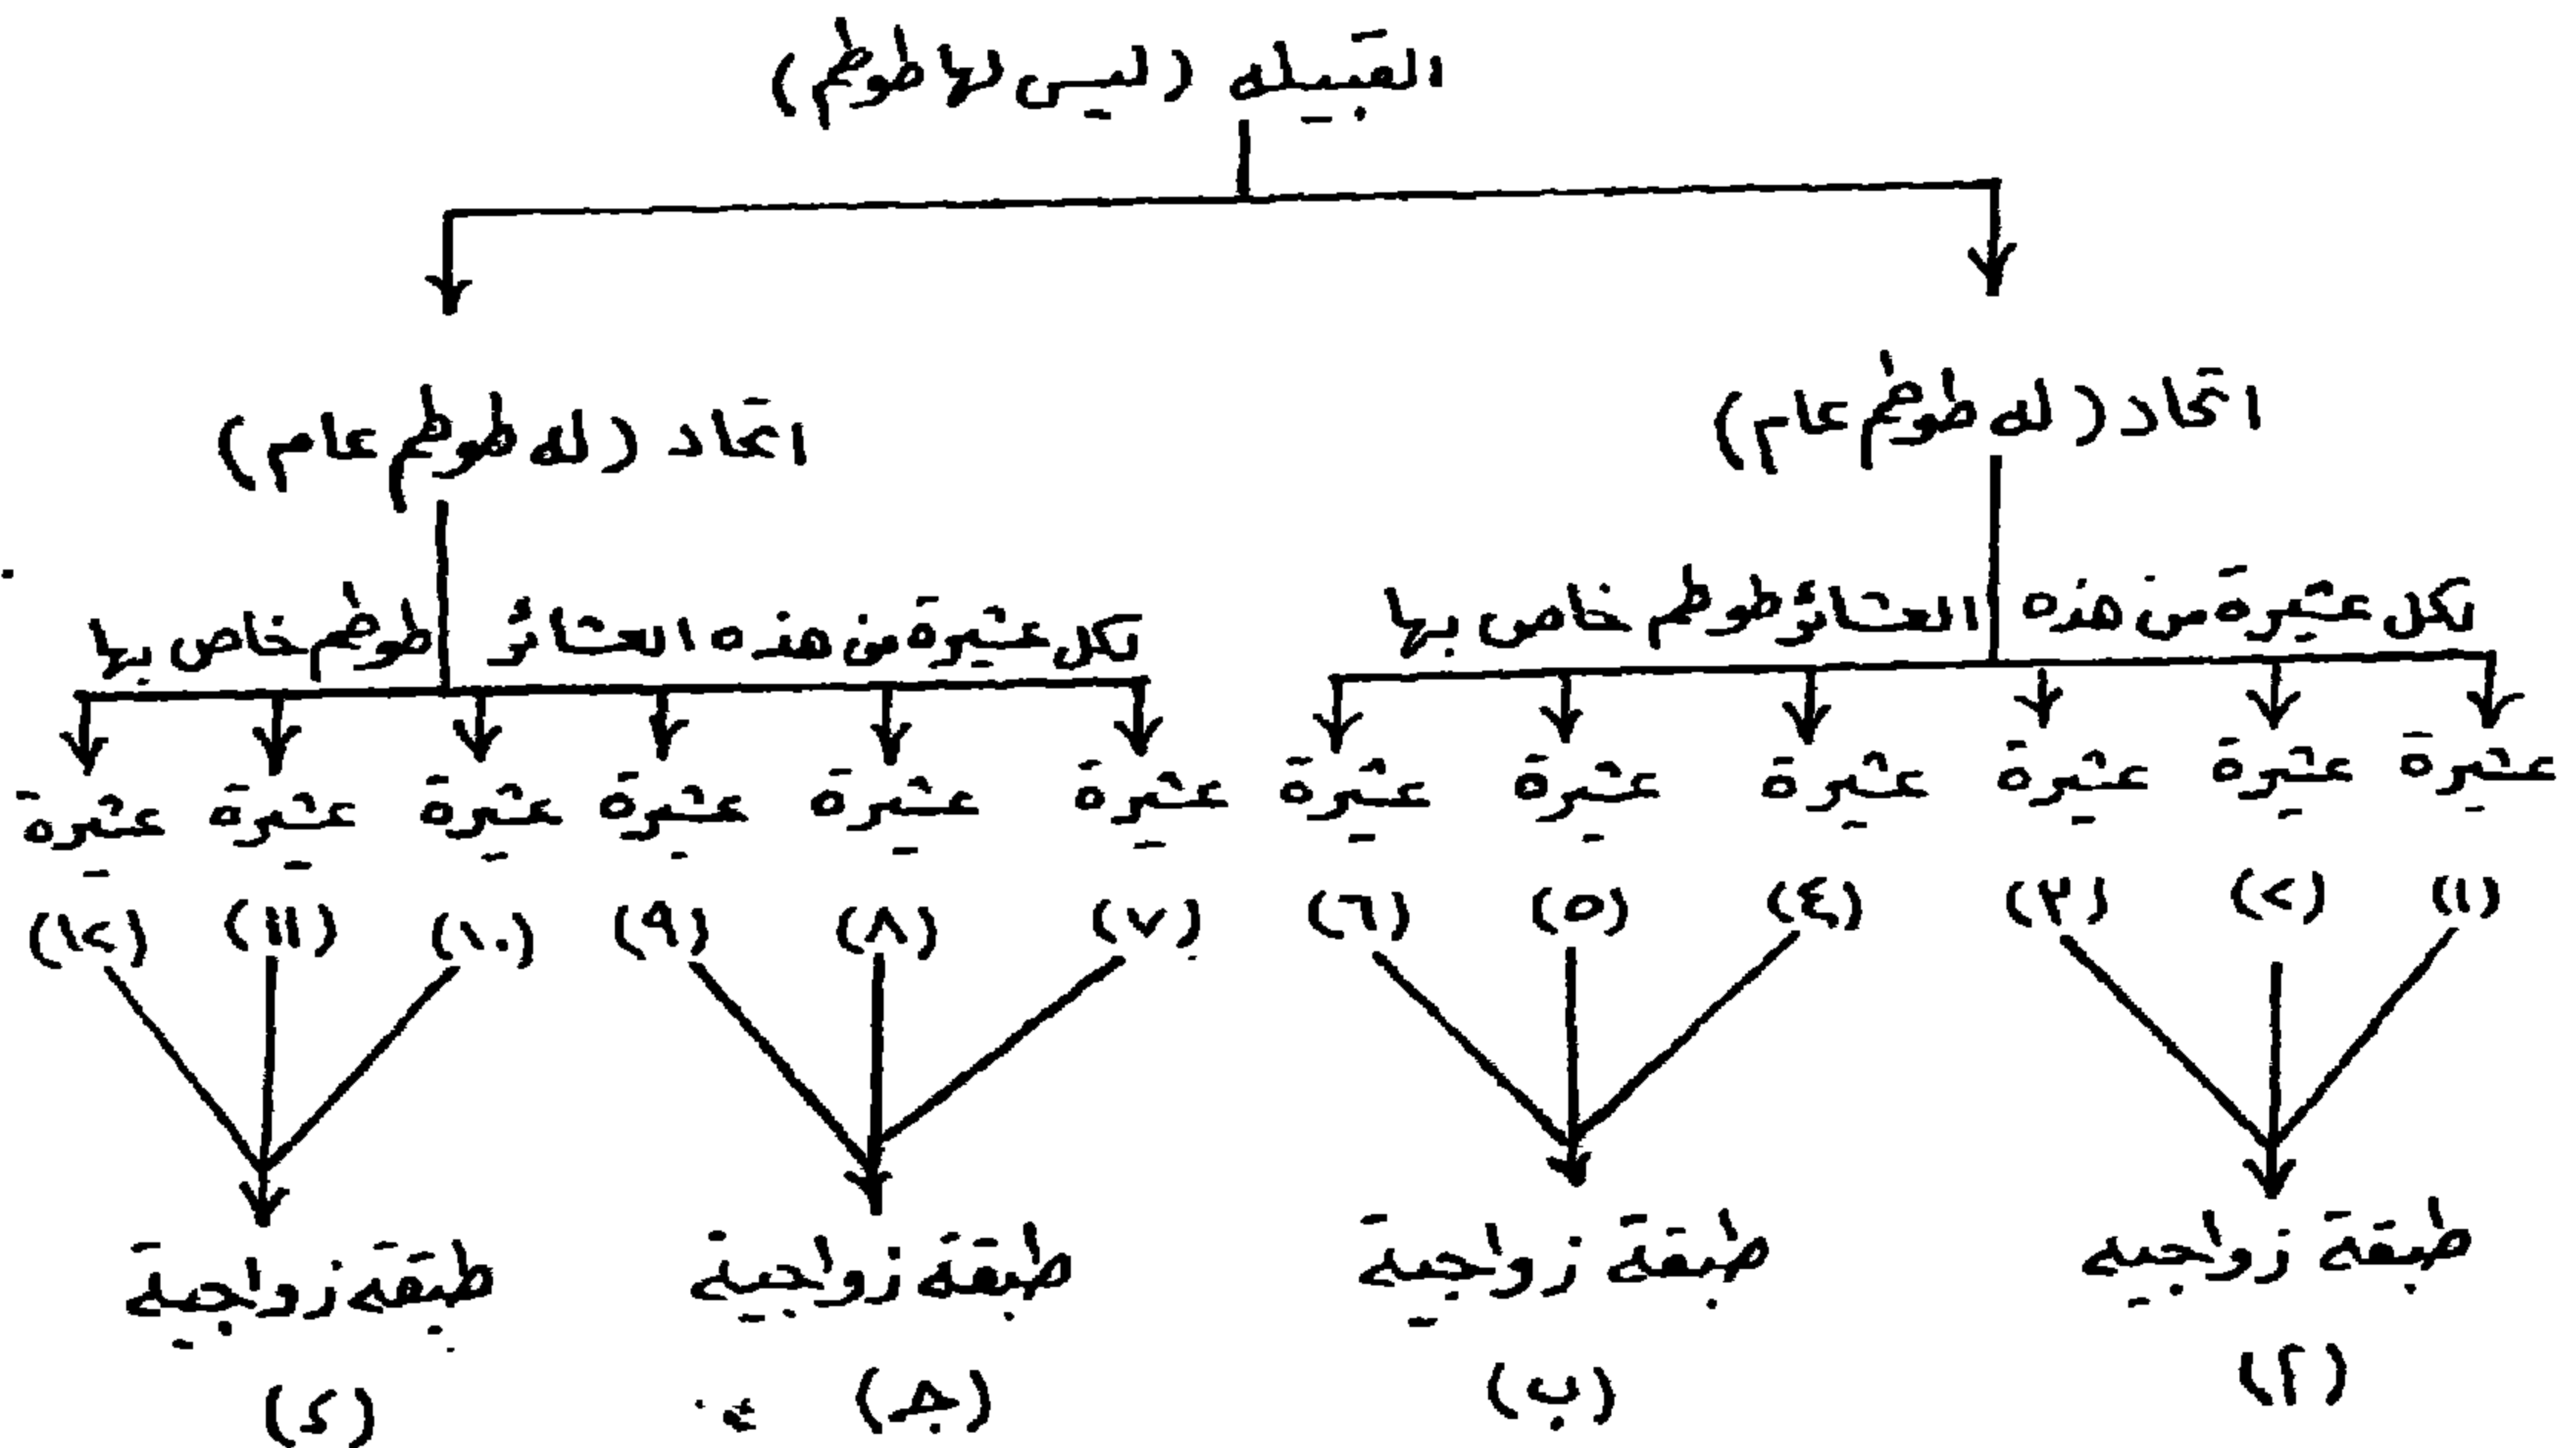 القبيله (ليس لها طوطم)
اتحاد (له طوطم عام)
اتحاد (له طوطم عام)
لكل عشيرة من هذه العشائر طوطم خاص بها
لكل عشيرة من هذه العشائر طوطم خاص بها
عشيرة عشيرة عشيرة عشيرة عشيرة عشيرة عشيرة عشيرة عشيرة عشيرة عشيرة عشيرة
(١) (٢) (٣) (٤) (٥) (٦) (٧) (٨) (٩) (١٠) (١١) (١٢)
طبقة زواجيه طبقة زواجية طبقة زواجية طبقة زواجية
(أ) (ب) (جـ) (د)